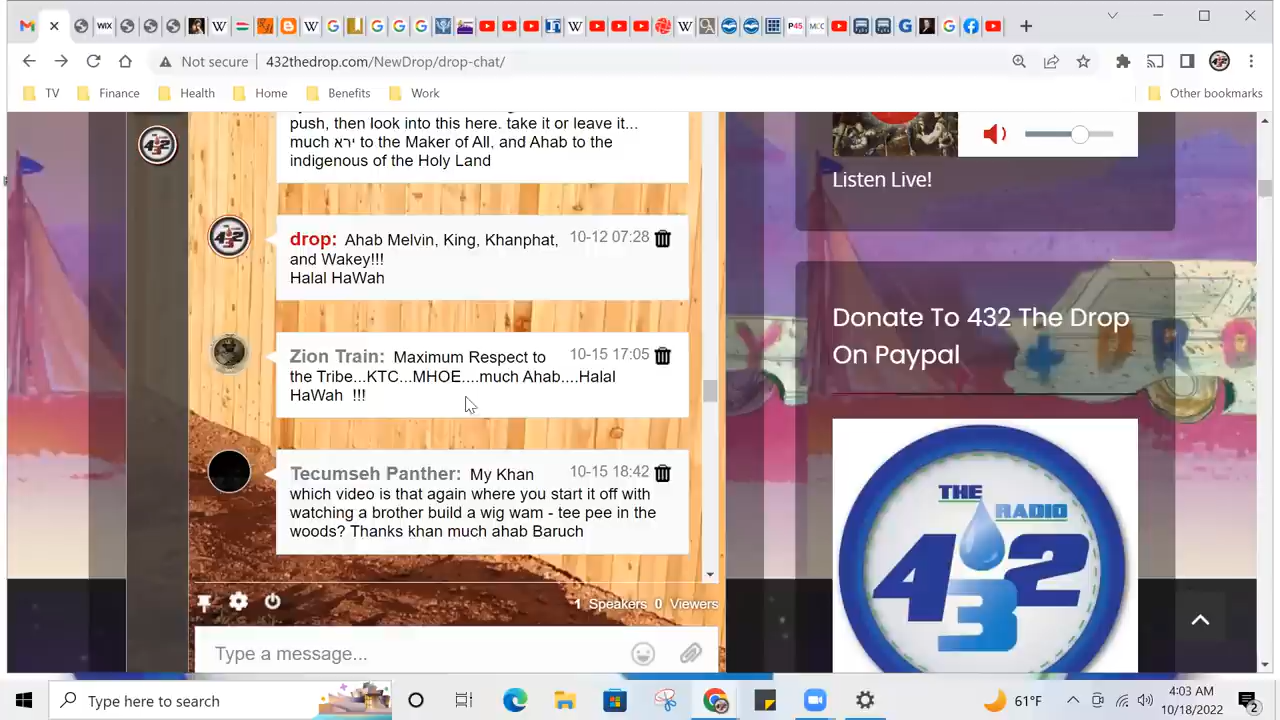 Not secure
432thedrop.com/NewDrop/drop-chat/
TV
Finance
Health
Home
Benefits
Work
Other bookmarks
push, then look into this here. take it or leave it...
much ירא to the Maker of All, and Ahab to the
indigenous of the Holy Land
drop: Ahab Melvin, King, Khanphat, 10-12 07:28
and Wakey!!!
Halal HaWah
Zion Train: Maximum Respect to 10-15 17:05
the Tribe...KTC...MHOE....much Ahab....Halal
HaWah !!!
Tecumseh Panther: My Khan 10-15 18:42
which video is that again where you start it off with
watching a brother build a wig wam - tee pee in the
woods? Thanks khan much ahab Baruch
1 Speakers 0 Viewers
Type a message...
Listen Live!
Donate To 432 The Drop
On Paypal
THE
RADIO
432
Type here to search
61°F
4:03 AM
10/18/2022
2